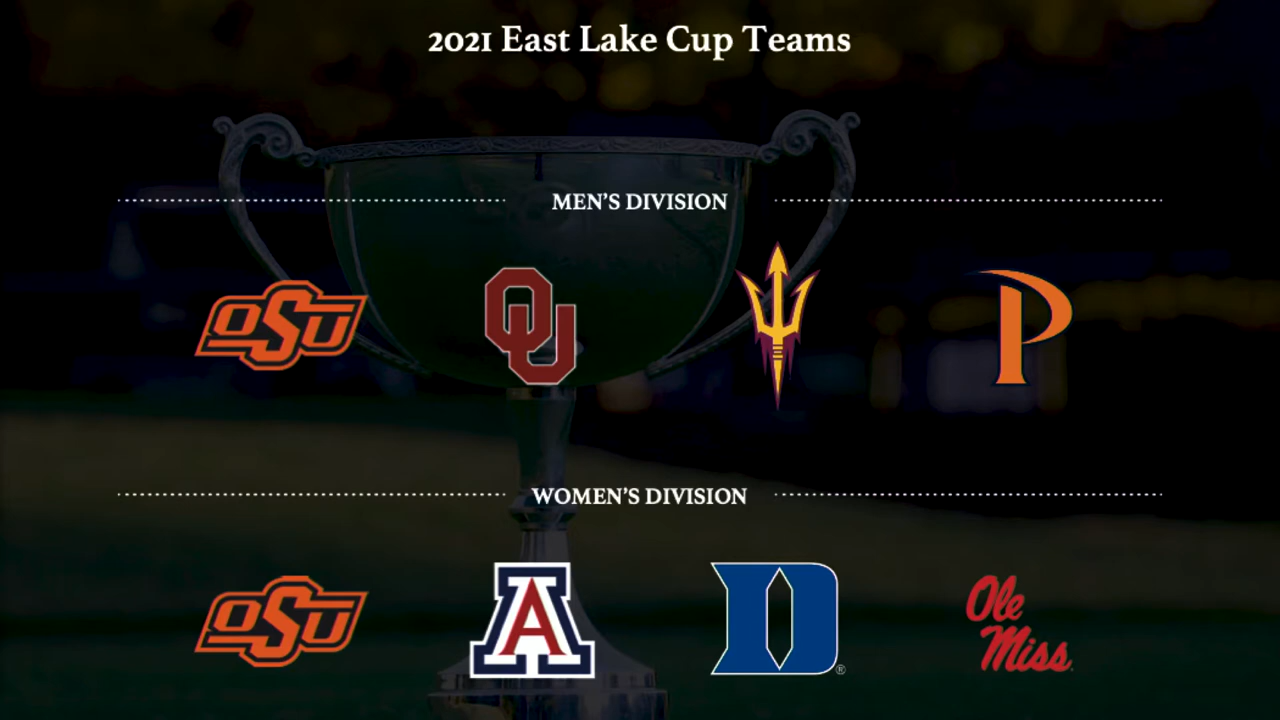 2021 East Lake Cup Teams
MEN'S DIVISION
OSU
OU
P
WOMEN'S DIVISION
OSU
A
D ®
Ole
Miss